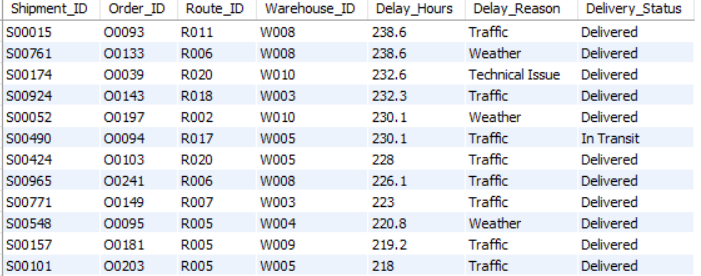 Shipment_ID Order_ID Route_ID Warehouse_ID Delay_Hours Delay_Reason Delivery_Status
S00015 O0093 R011 W008 238.6 Traffic Delivered
S00761 O0133 R006 W008 238.6 Weather Delivered
S00174 O0039 R020 W010 232.6 Technical Issue Delivered
S00924 O0143 R018 W003 232.3 Traffic Delivered
S00052 O0197 R002 W010 230.1 Weather Delivered
S00490 O0094 R017 W005 230.1 Traffic In Transit
S00424 O0103 R020 W005 228 Traffic Delivered
S00965 O0241 R006 W008 226.1 Traffic Delivered
S00771 O0149 R007 W003 223 Traffic Delivered
S00548 O0095 R005 W004 220.8 Weather Delivered
S00157 O0181 R005 W009 219.2 Traffic Delivered
S00101 O0203 R005 W005 218 Traffic Delivered